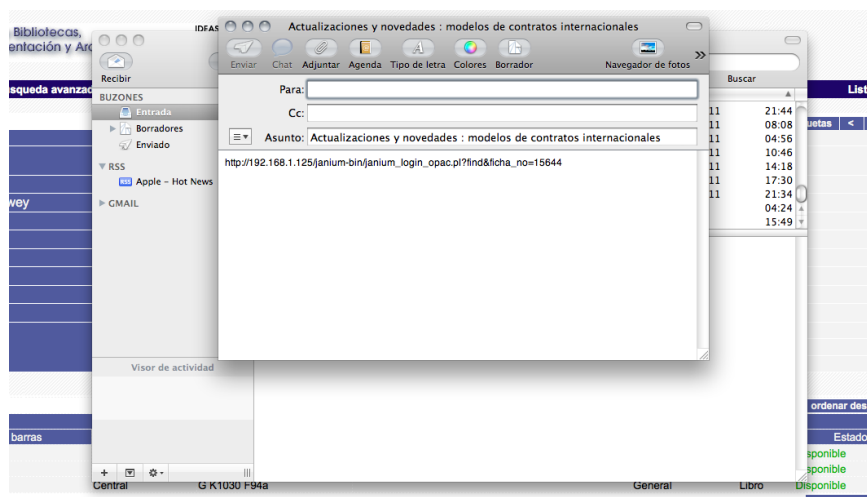 Bibliotecas,
entación y Arc
IDEAS
Actualizaciones y novedades : modelos de contratos internacionales
Enviar Chat Adjuntar Agenda Tipo de letra Colores Borrador Navegador de fotos »
Recibir
Buscar
squeda avanzad
List
Para:
Cc:
Asunto: Actualizaciones y novedades : modelos de contratos internacionales
http://192.168.1.125/janium-bin/janium_login_opac.pl?find&ficha_no=15644
BUZONES
Entrada
Borradores
Enviado
RSS
RSS Apple – Hot News
GMAIL
wey
11 21:44
11 08:08
11 04:56
11 10:46
11 14:18
11 17:30
11 21:34
04:24
15:49
uetas <
Visor de actividad
ordenar des
barras
Estado
sponible
sponible
Central G K1030 F94a General Libro Disponible